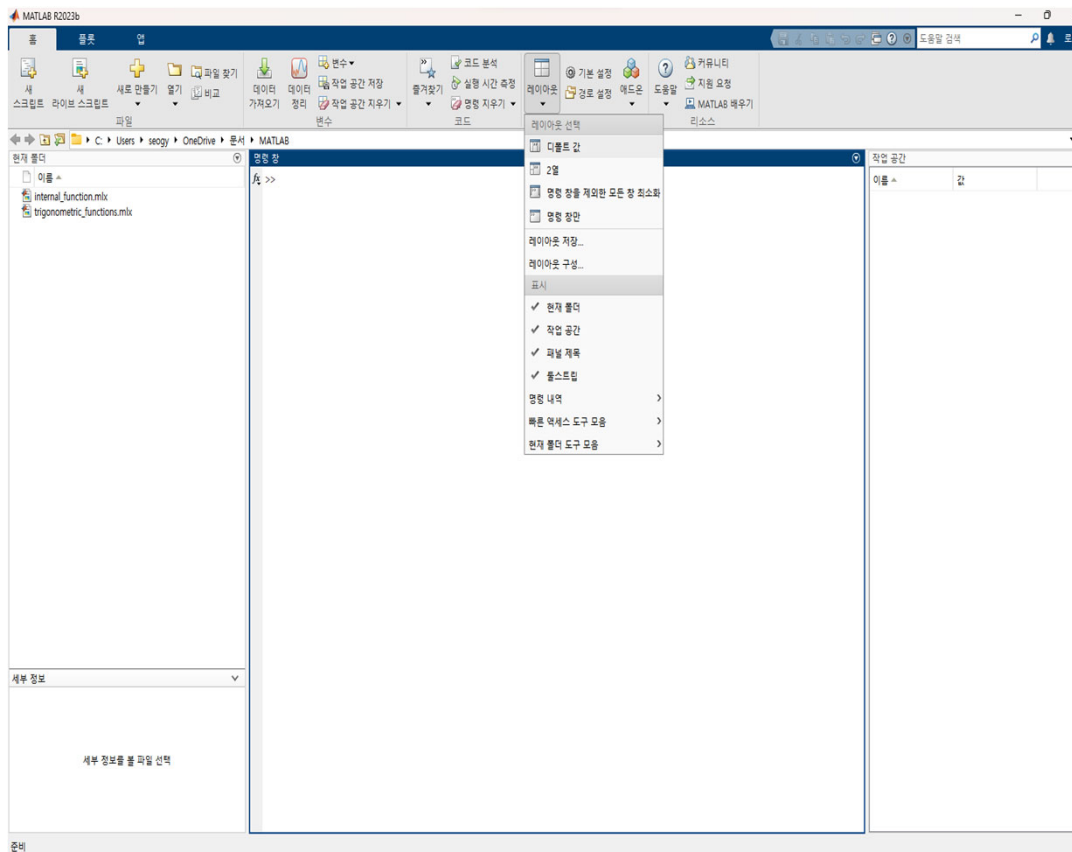 MATLAB R2023b
홈 플롯 앱
도움말 검색
로
새 스크립트
새 라이브 스크립트
새로 만들기
열기
파일 찾기
비교
파일
데이터 가져오기
데이터 정리
변수
작업 공간 저장
작업 공간 지우기
변수
즐겨찾기
코드 분석
실행 시간 측정
명령 지우기
코드
레이아웃
기본 설정
경로 설정
애드온
도움말
커뮤니티
지원 요청
MATLAB 배우기
리소스
C: Users seogy OneDrive 문서 MATLAB
현재 폴더
이름
internal_function.mlx
trigonometric_functions.mlx
세부 정보
세부 정보를 볼 파일 선택
명령 창
fx >>
레이아웃 선택
디폴트 값
2열
명령 창을 제외한 모든 창 최소화
명령 창만
레이아웃 저장...
레이아웃 구성...
표시
현재 폴더
작업 공간
패널 제목
툴스트립
명령 내역
빠른 액세스 도구 모음
현재 폴더 도구 모음
작업 공간
이름 값
준비